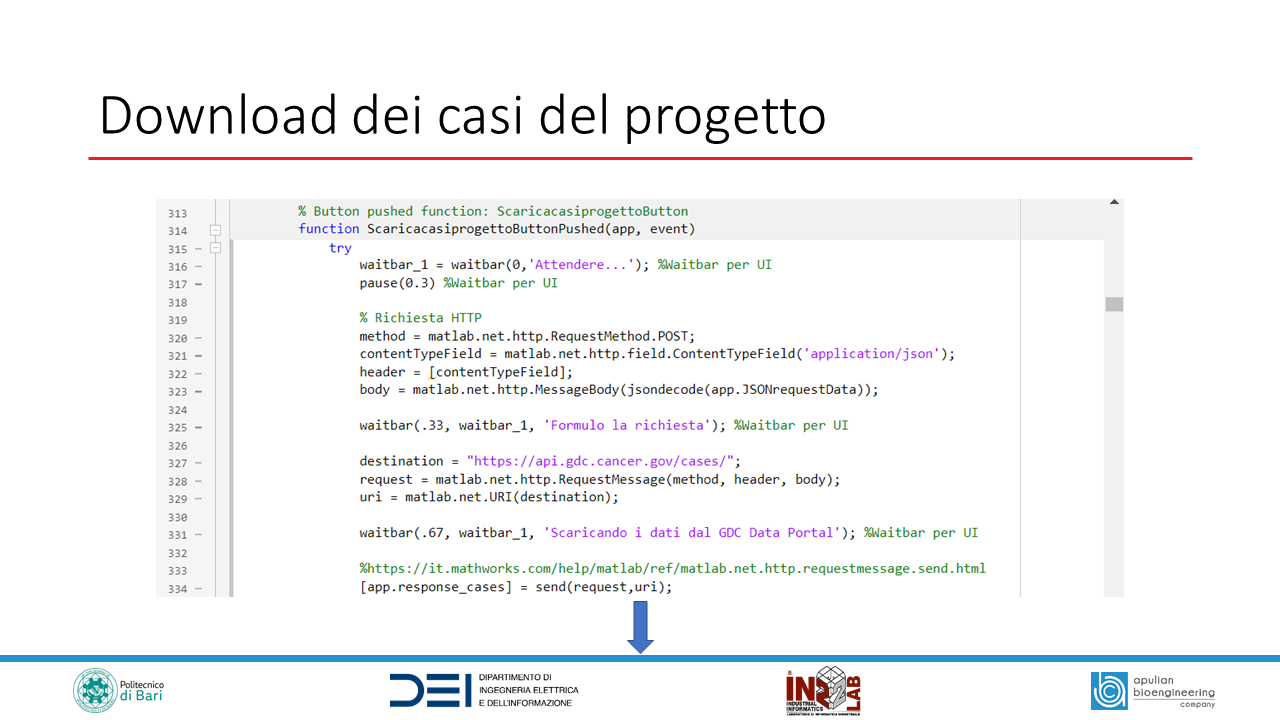 Download dei casi del progetto
313 % Button pushed function: ScaricacasiprogettoButton
314 function ScaricacasiprogettoButtonPushed(app, event)
315 – try
316 – waitbar_1 = waitbar(0,'Attendere...'); %Waitbar per UI
317 – pause(0.3) %Waitbar per UI
318
319 % Richiesta HTTP
320 – method = matlab.net.http.RequestMethod.POST;
321 – contentTypeField = matlab.net.http.field.ContentTypeField('application/json');
322 – header = [contentTypeField];
323 – body = matlab.net.http.MessageBody(jsondecode(app.JSONrequestData));
324
325 – waitbar(.33, waitbar_1, 'Formulo la richiesta'); %Waitbar per UI
326
327 – destination = "https://api.gdc.cancer.gov/cases/";
328 – request = matlab.net.http.RequestMessage(method, header, body);
329 – uri = matlab.net.URI(destination);
330
331 – waitbar(.67, waitbar_1, 'Scaricando i dati dal GDC Data Portal'); %Waitbar per UI
332
333 %https://it.mathworks.com/help/matlab/ref/matlab.net.http.requestmessage.send.html
334 – [app.response_cases] = send(request,uri);
Politecnico
di Bari
DEI
DIPARTIMENTO DI
INGEGNERIA ELETTRICA
E DELL'INFORMAZIONE
INDUSTRIAL
INFORMATICS
LAB
LABORATORIO DI INFORMATICA INDUSTRIALE
apulian
bioengineering
company